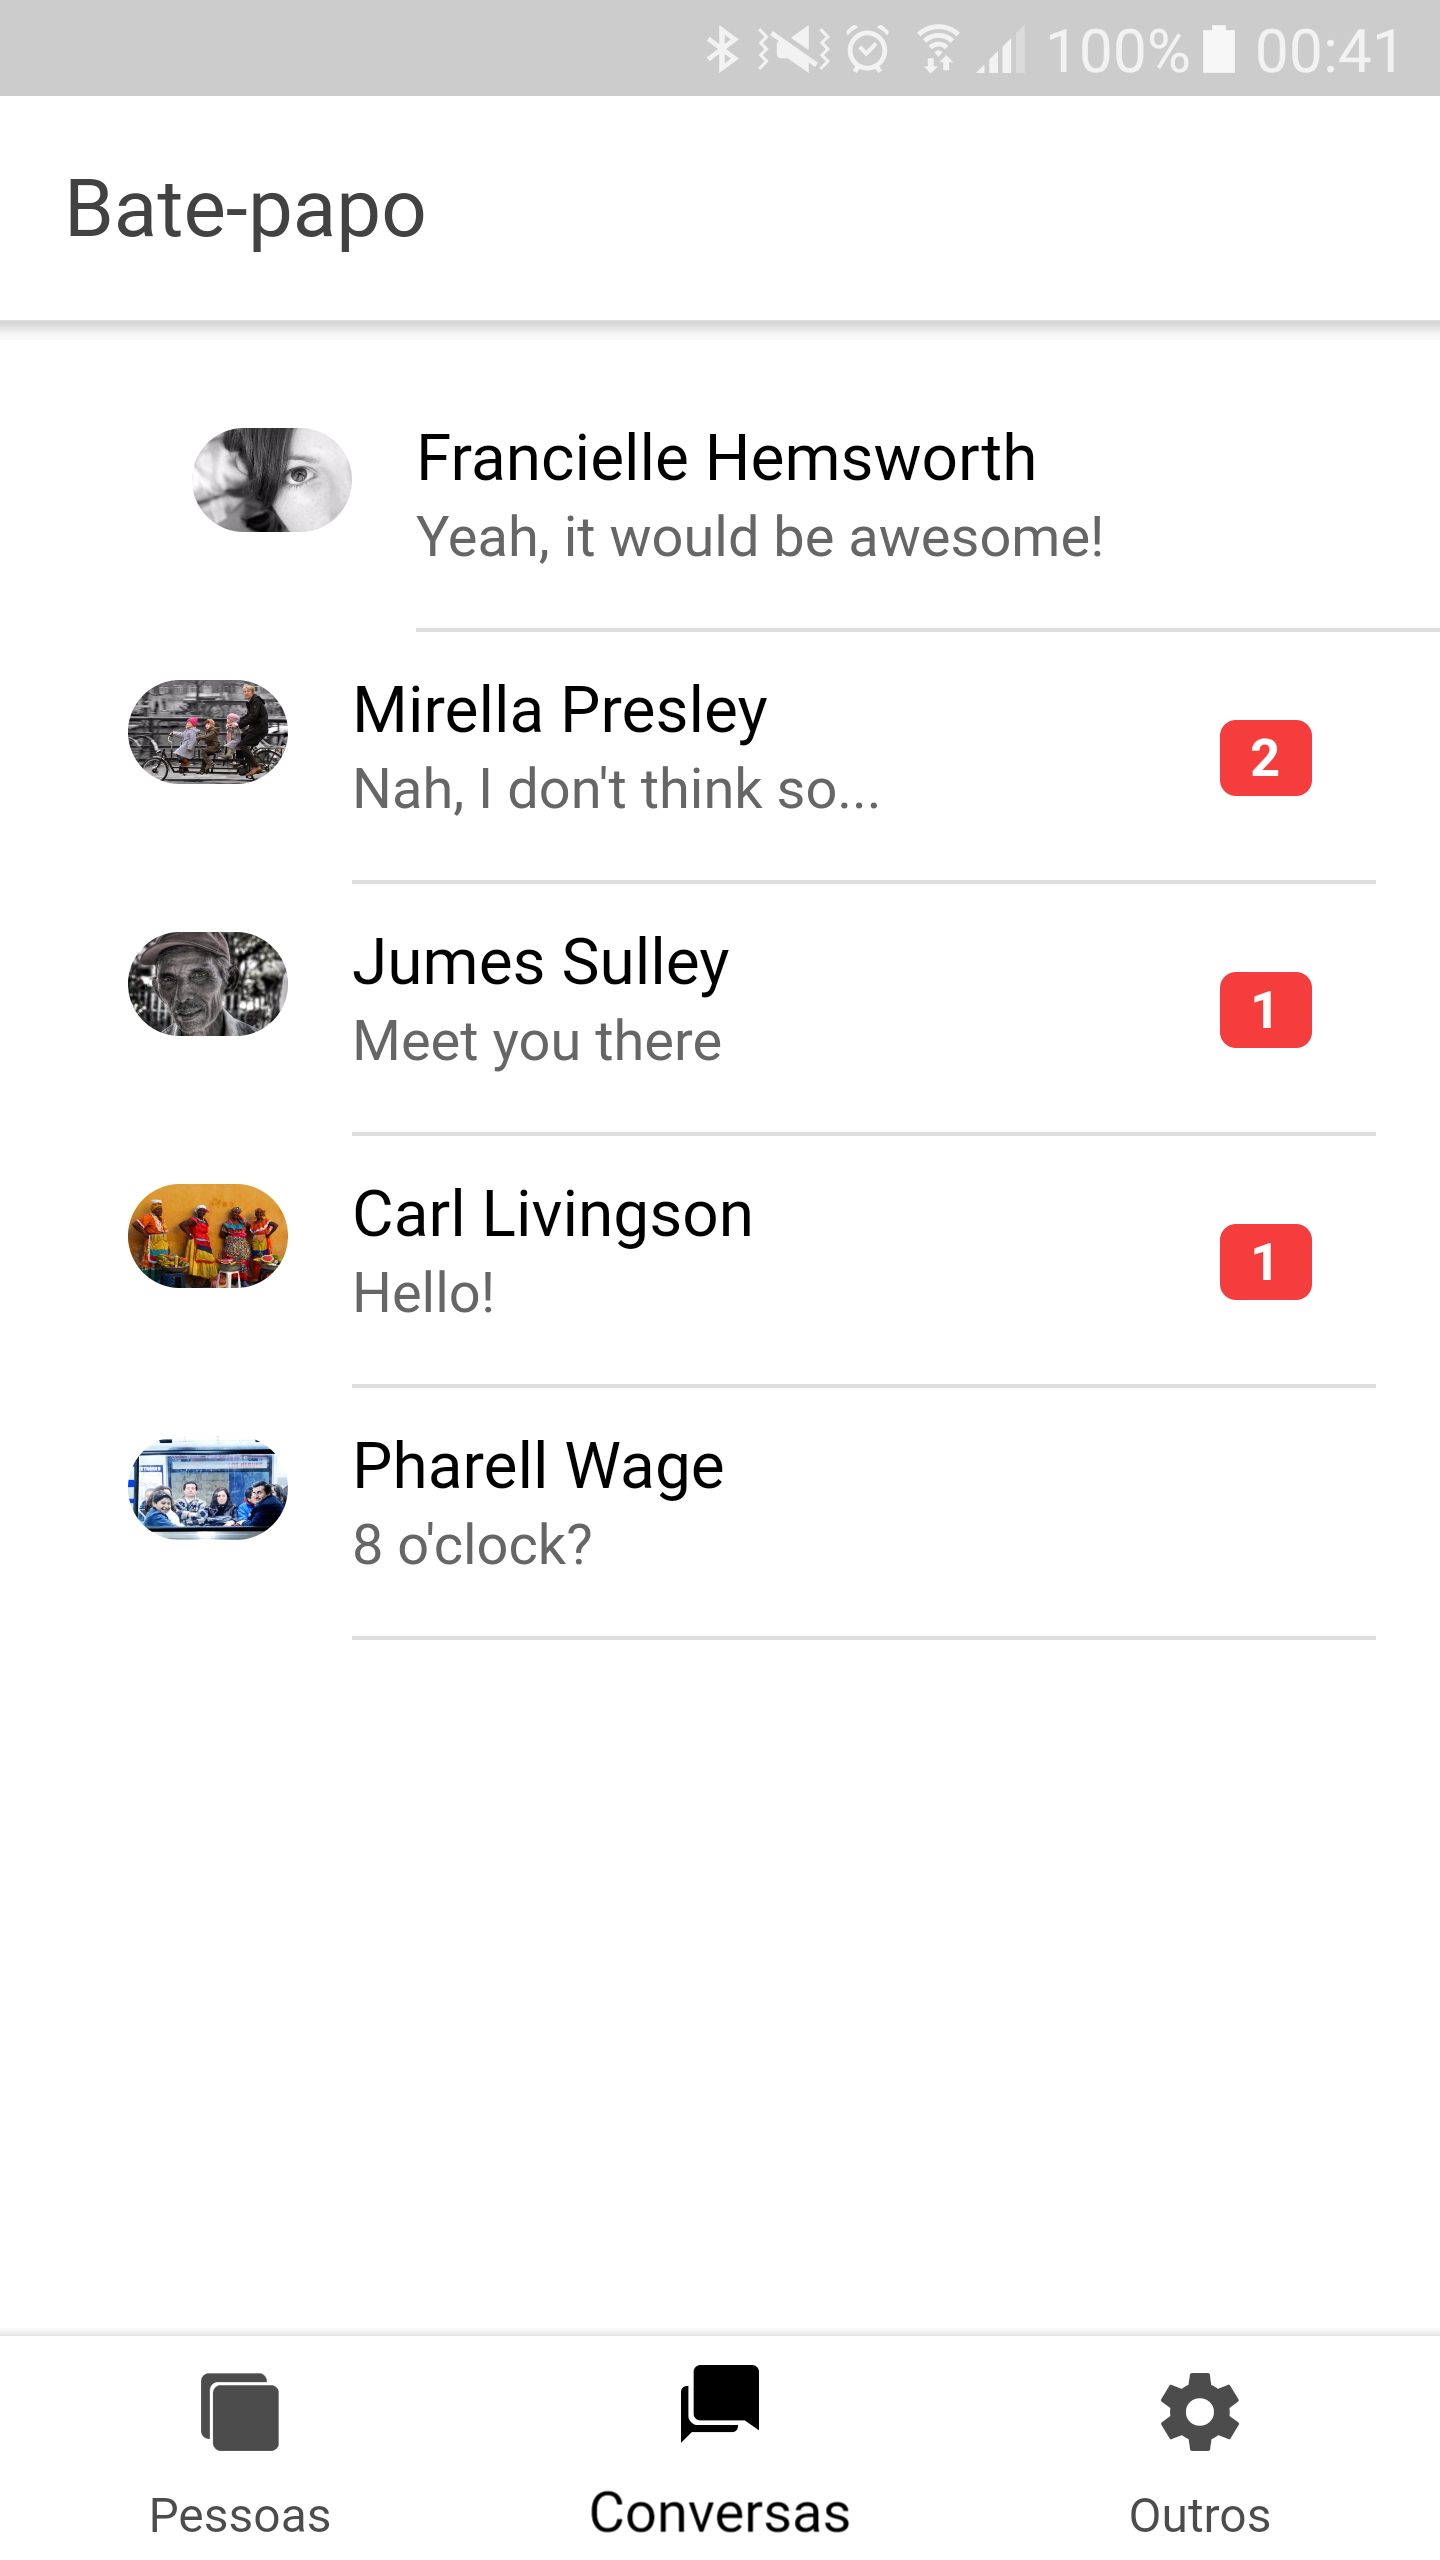 100% 00:41
Bate-papo
Francielle Hemsworth
Yeah, it would be awesome!
Mirella Presley
Nah, I don't think so...
2
Jumes Sulley
Meet you there
1
Carl Livingson
Hello!
1
Pharell Wage
8 o'clock?
Pessoas
Conversas
Outros